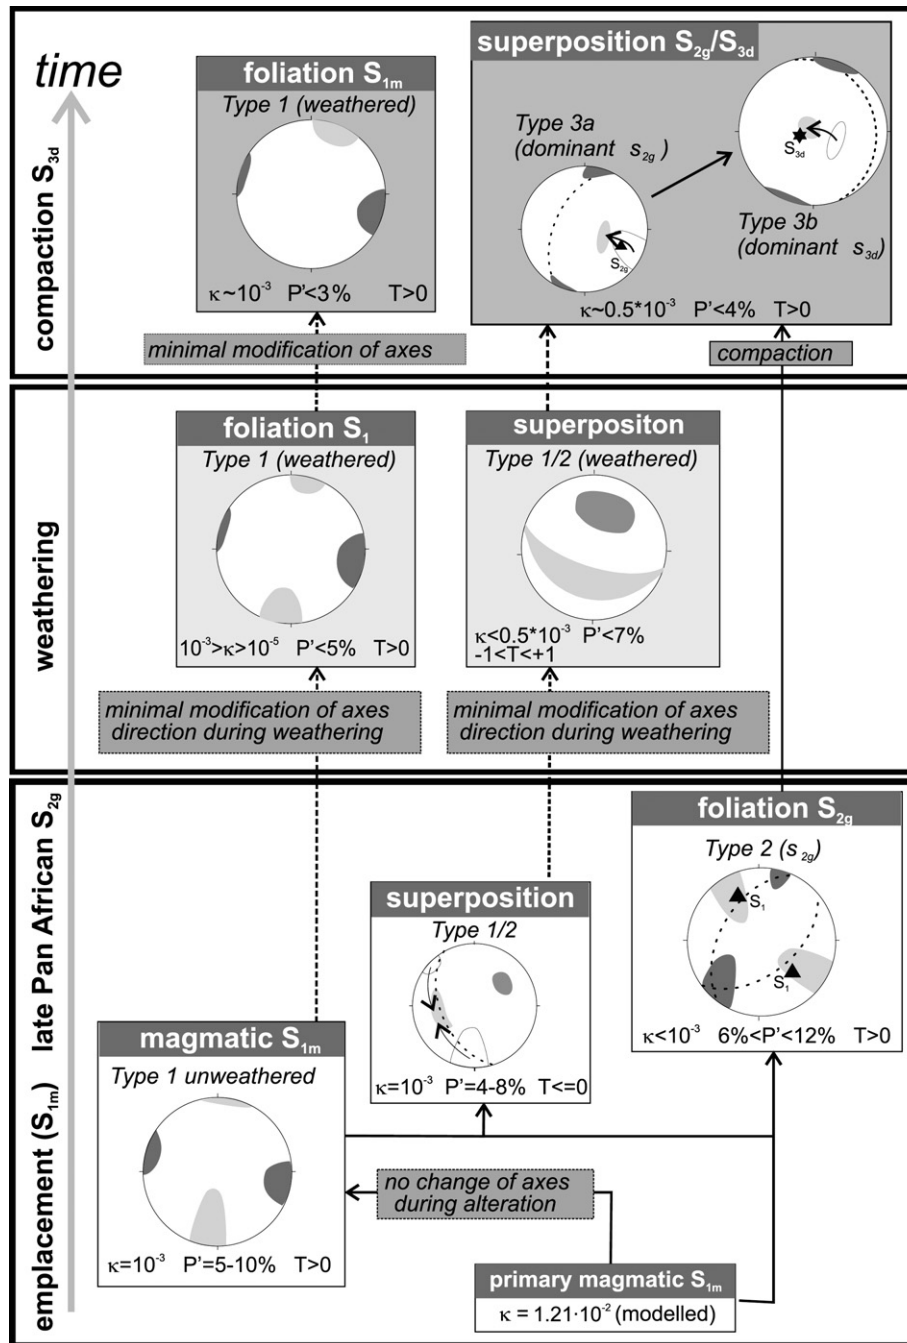 time
compaction S3d
foliation S1m
Type 1 (weathered)
κ~10⁻³ P'<3% T>0
superposition S2g/S3d
Type 3a
(dominant s2g)
S2g
S3d
Type 3b
(dominant s3d)
κ~0.5*10⁻³ P'<4% T>0
minimal modification of axes
compaction
weathering
foliation S1
Type 1 (weathered)
10⁻³>κ>10⁻⁵ P'<5% T>0
superpositon
Type 1/2 (weathered)
κ<0.5*10⁻³ P'<7%
-1<T<+1
minimal modification of axes
direction during weathering
minimal modification of axes
direction during weathering
emplacement (S1m) late Pan African S2g
foliation S2g
Type 2 (s2g)
S1
S1
κ<10⁻³ 6%<P'<12% T>0
superposition
Type 1/2
κ=10⁻³ P'=4-8% T<=0
magmatic S1m
Type 1 unweathered
κ=10⁻³ P'=5-10% T>0
no change of axes
during alteration
primary magmatic S1m
κ = 1.21·10⁻² (modelled)